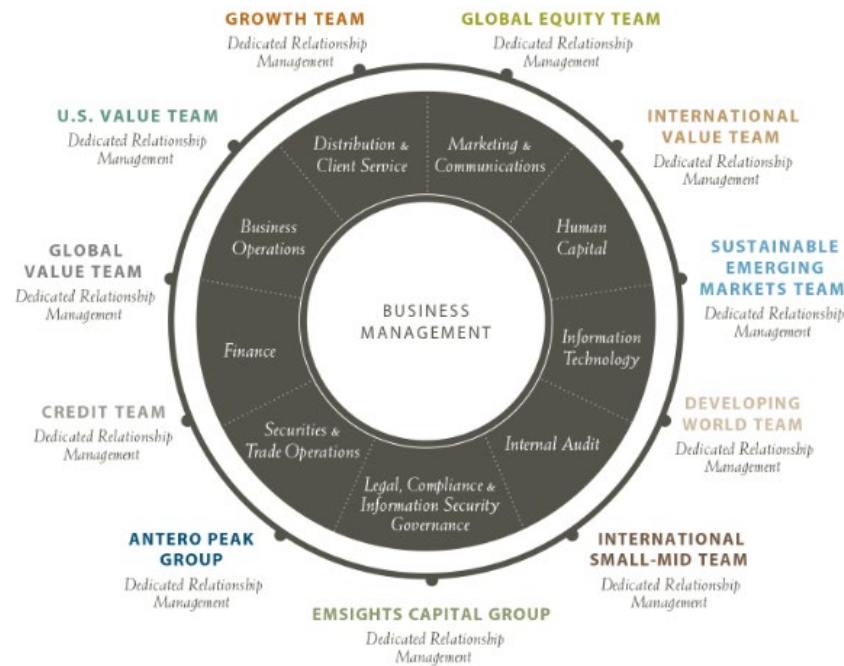 GROWTH TEAM
Dedicated Relationship
Management
GLOBAL EQUITY TEAM
Dedicated Relationship
Management
U.S. VALUE TEAM
Dedicated Relationship
Management
INTERNATIONAL
VALUE TEAM
Dedicated Relationship
Management
GLOBAL
VALUE TEAM
Dedicated Relationship
Management
SUSTAINABLE
EMERGING
MARKETS TEAM
Dedicated Relationship
Management
CREDIT TEAM
Dedicated Relationship
Management
DEVELOPING
WORLD TEAM
Dedicated Relationship
Management
ANTERO PEAK
GROUP
Dedicated Relationship
Management
INTERNATIONAL
SMALL-MID TEAM
Dedicated Relationship
Management
EMSIGHTS CAPITAL GROUP
Dedicated Relationship
Management
Distribution &
Client Service
Marketing &
Communications
Business
Operations
Human
Capital
Finance
Information
Technology
Securities &
Trade Operations
Internal Audit
Legal, Compliance &
Information Security
Governance
BUSINESS
MANAGEMENT